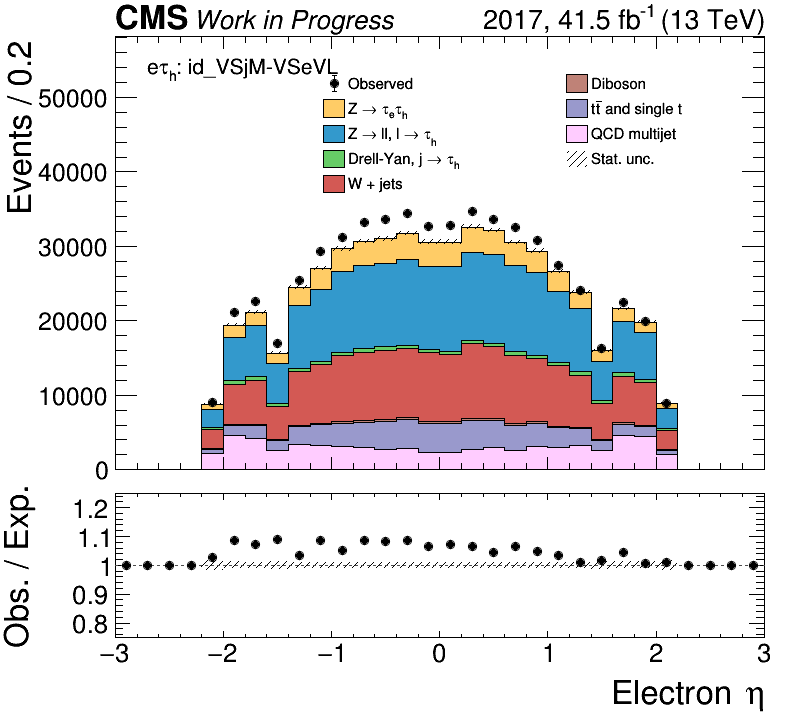 CMS Work in Progress 2017, 41.5 fb⁻¹ (13 TeV)
eτh: id_VSjM-VSeVL
Observed
Z → τeτh
Z → ll, l → τh
Drell-Yan, j → τh
W + jets
Diboson
tt̄ and single t
QCD multijet
Stat. unc.
Events / 0.2
50000
40000
30000
20000
10000
0
Obs. / Exp.
1.2
1.1
1
0.9
0.8
−3 −2 −1 0 1 2 3
Electron η